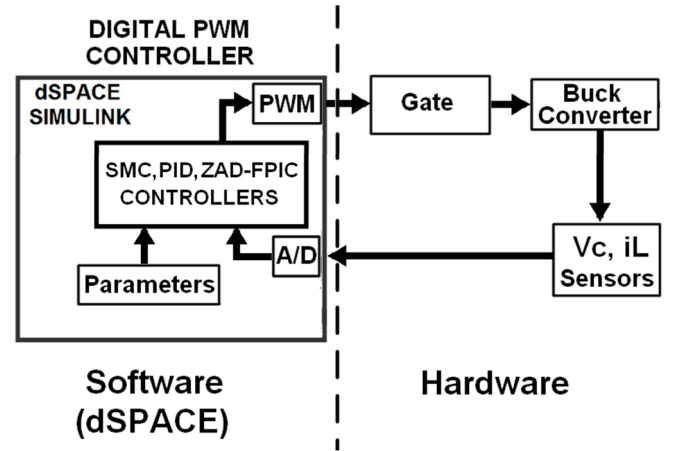 DIGITAL PWM
CONTROLLER
dSPACE
SIMULINK
PWM
SMC, PID, ZAD-FPIC
CONTROLLERS
A/D
Parameters
Gate
Buck
Converter
Vc, iL
Sensors
Software
(dSPACE)
Hardware